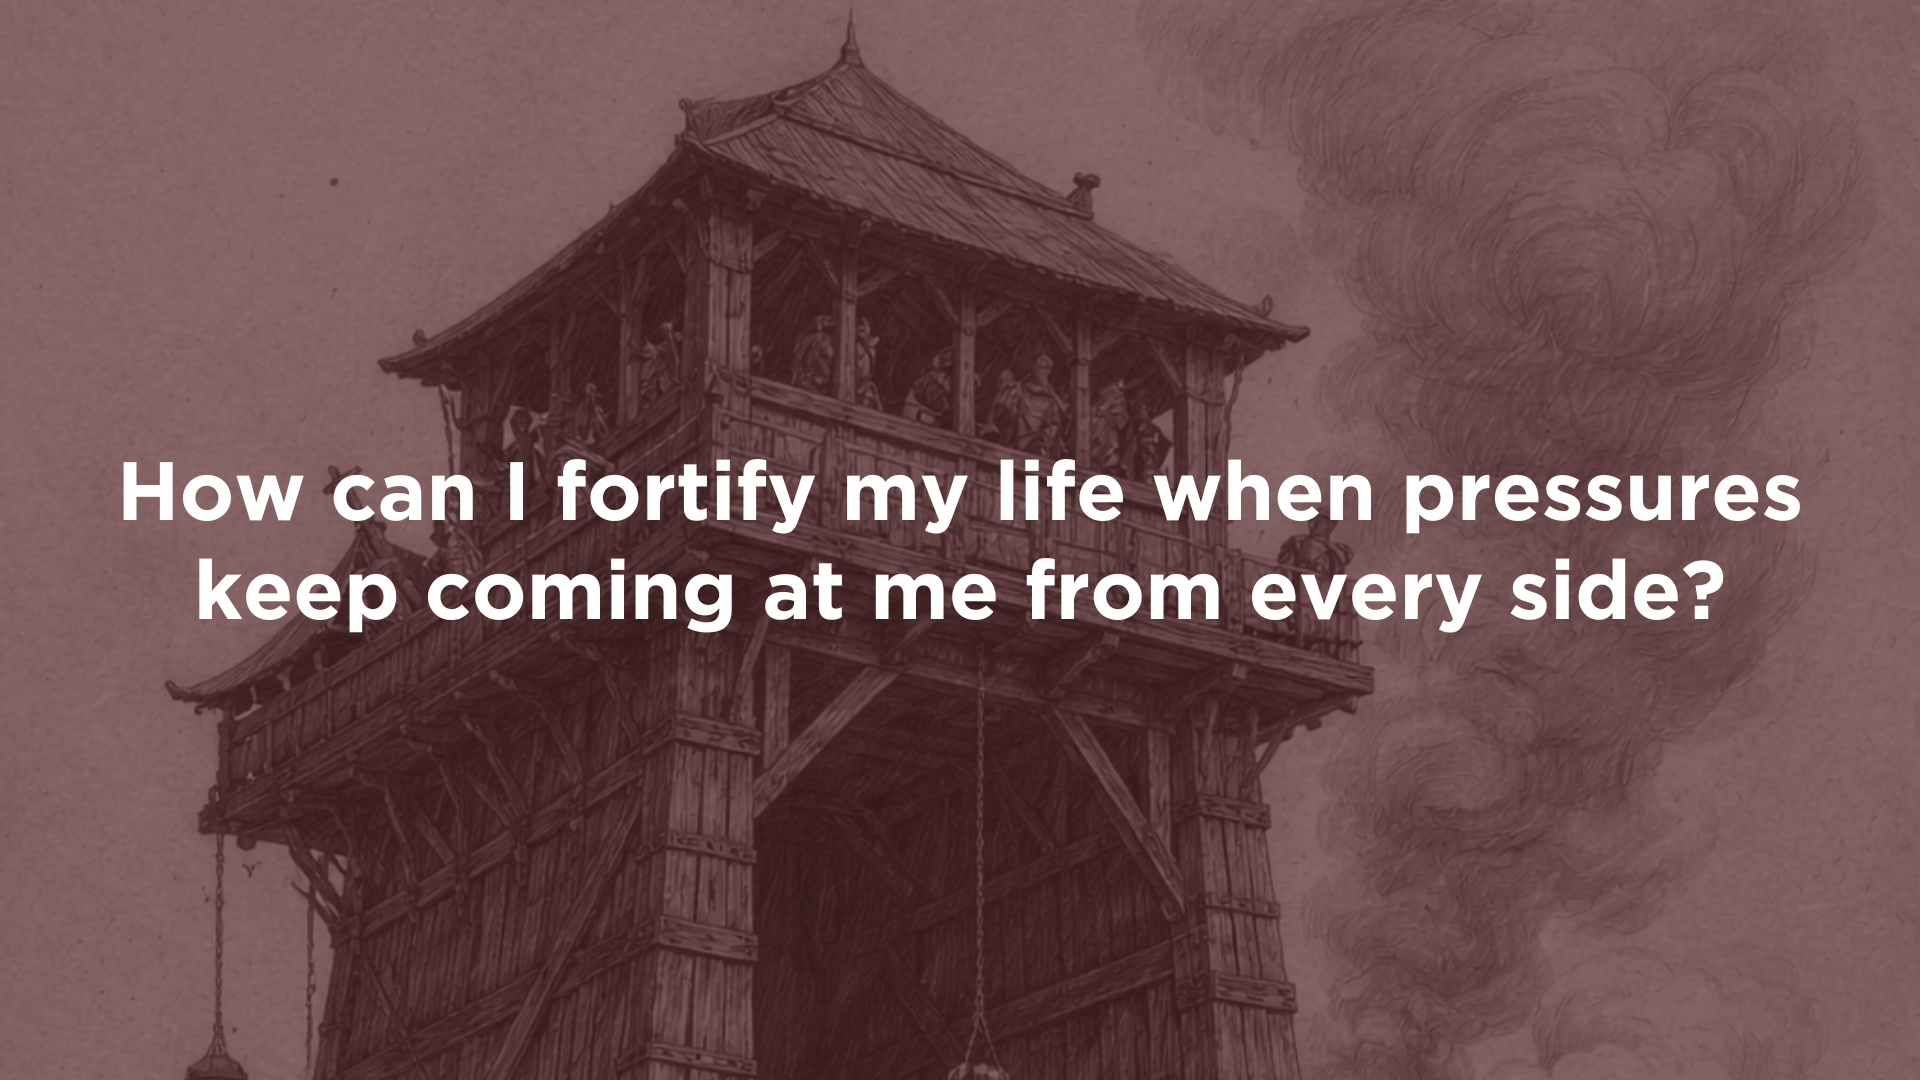 How can I fortify my life when pressures
keep coming at me from every side?